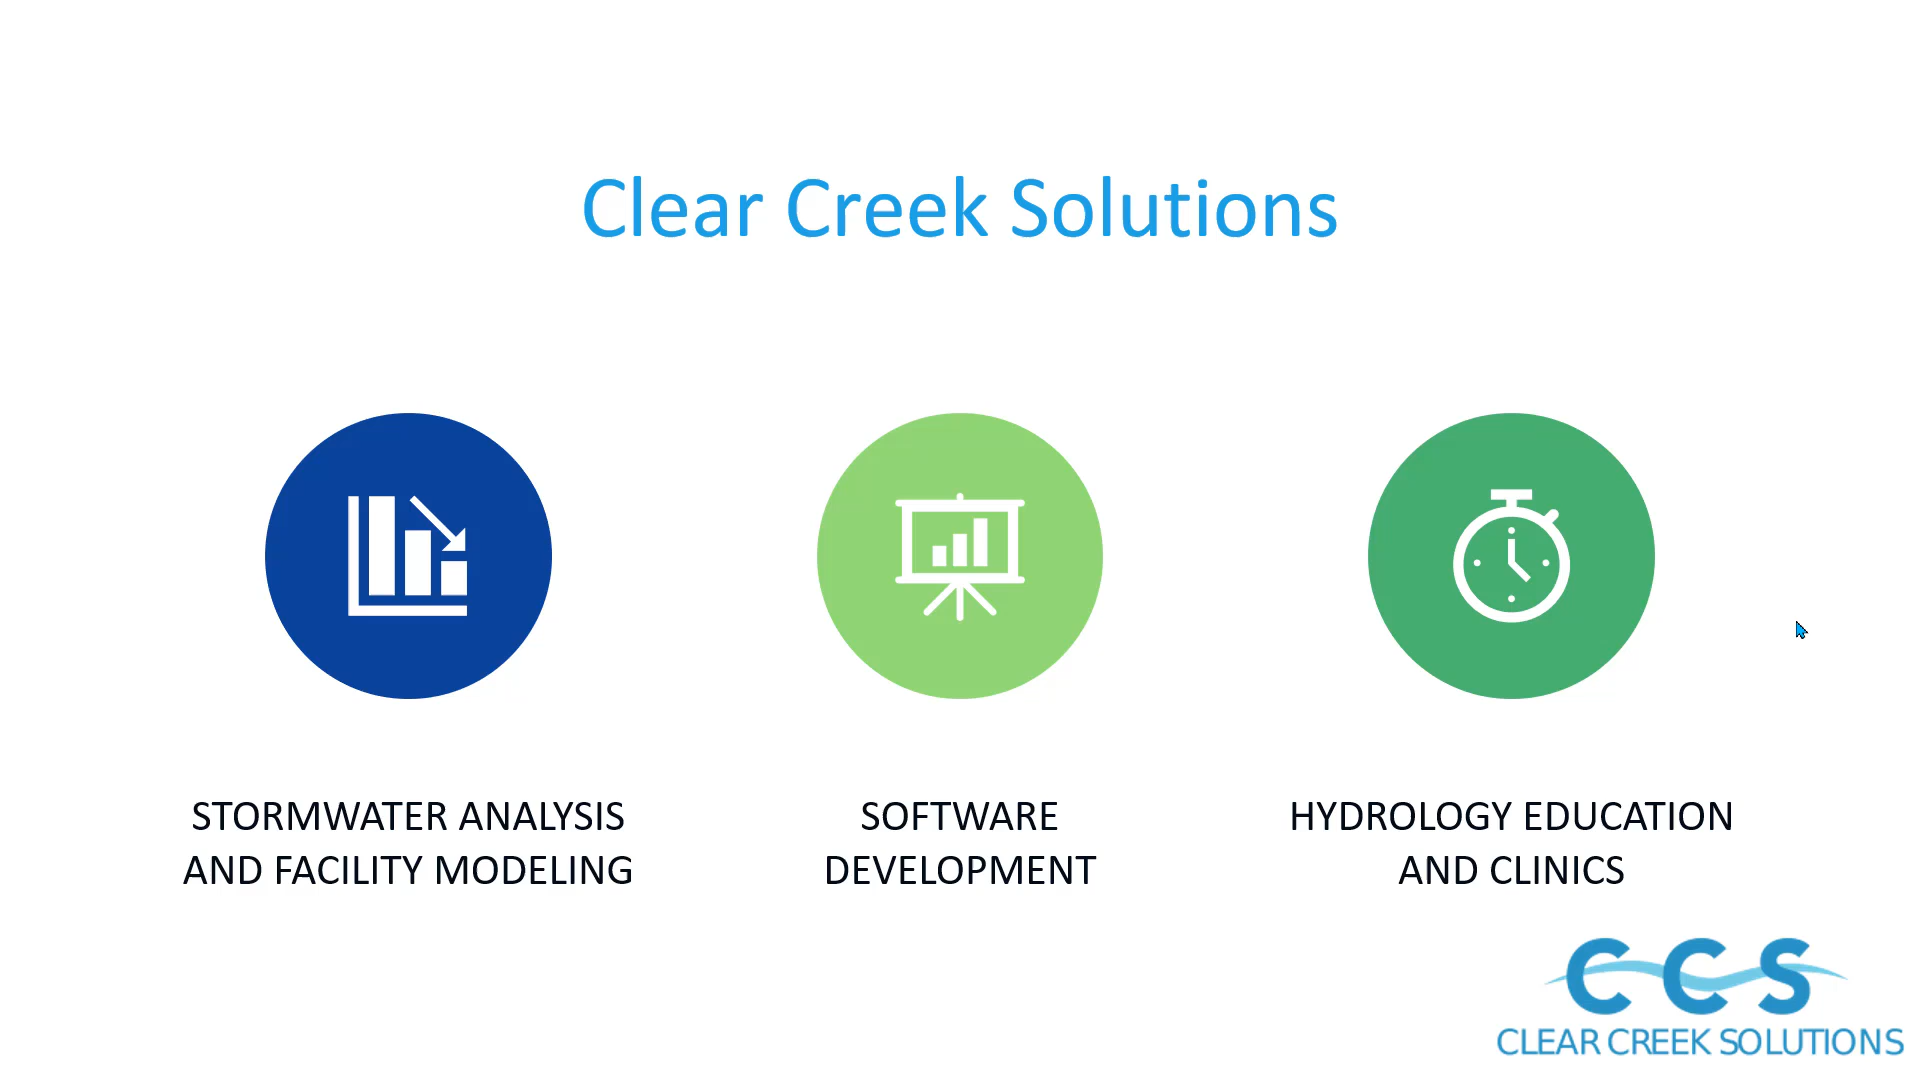 Clear Creek Solutions
STORMWATER ANALYSIS
AND FACILITY MODELING
SOFTWARE
DEVELOPMENT
HYDROLOGY EDUCATION
AND CLINICS
CCS
CLEAR CREEK SOLUTIONS